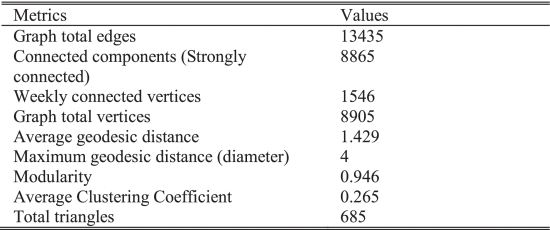 Metrics Values
Graph total edges 13435
Connected components (Strongly 8865
connected)
Weekly connected vertices 1546
Graph total vertices 8905
Average geodesic distance 1.429
Maximum geodesic distance (diameter) 4
Modularity 0.946
Average Clustering Coefficient 0.265
Total triangles 685